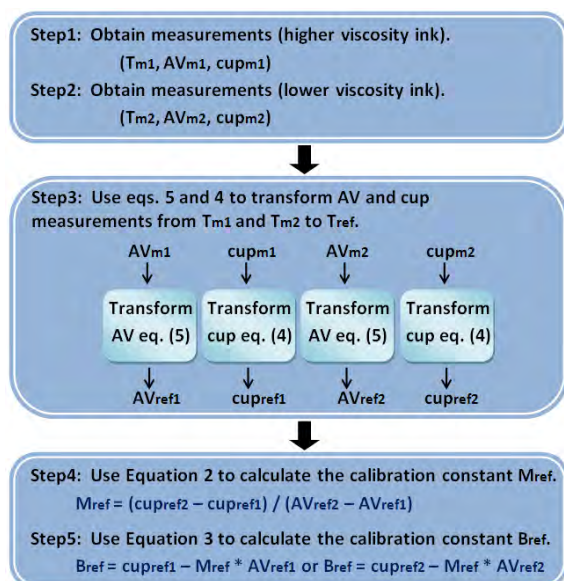 Step1: Obtain measurements (higher viscosity ink).
(Tm1, AVm1, cupm1)
Step2: Obtain measurements (lower viscosity ink).
(Tm2, AVm2, cupm2)
Step3: Use eqs. 5 and 4 to transform AV and cup
measurements from Tm1 and Tm2 to Tref.
AVm1 cupm1 AVm2 cupm2
Transform Transform Transform Transform
AV eq. (5) cup eq. (4) AV eq. (5) cup eq. (4)
AVref1 cupref1 AVref2 cupref2
Step4: Use Equation 2 to calculate the calibration constant Mref.
Mref = (cupref2 – cupref1) / (AVref2 – AVref1)
Step5: Use Equation 3 to calculate the calibration constant Bref.
Bref = cupref1 – Mref * AVref1 or Bref = cupref2 – Mref * AVref2